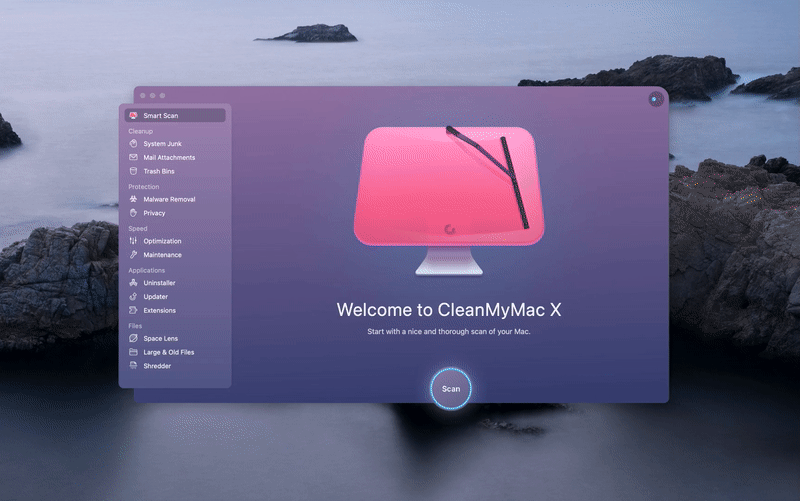 Smart Scan
Cleanup
System Junk
Mail Attachments
Trash Bins
Protection
Malware Removal
Privacy
Speed
Optimization
Maintenance
Applications
Uninstaller
Updater
Extensions
Files
Space Lens
Large & Old Files
Shredder
Welcome to CleanMyMac X
Start with a nice and thorough scan of your Mac.
Scan